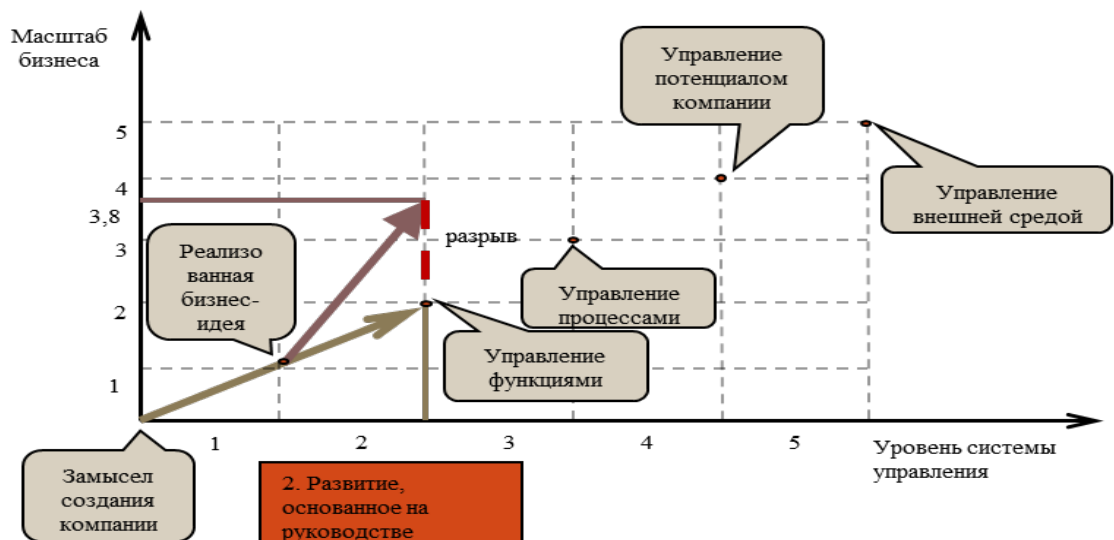 Масштаб
бизнеса
Управление
потенциалом
компании
5
4
3,8
3
2
1
Управление
внешней средой
разрыв
Реализо
ванная
бизнес-
идея
Управление
процессами
Управление
функциями
1
2
3
4
5
Уровень системы
управления
Замысел
создания
компании
2. Развитие,
основанное на
руководстве